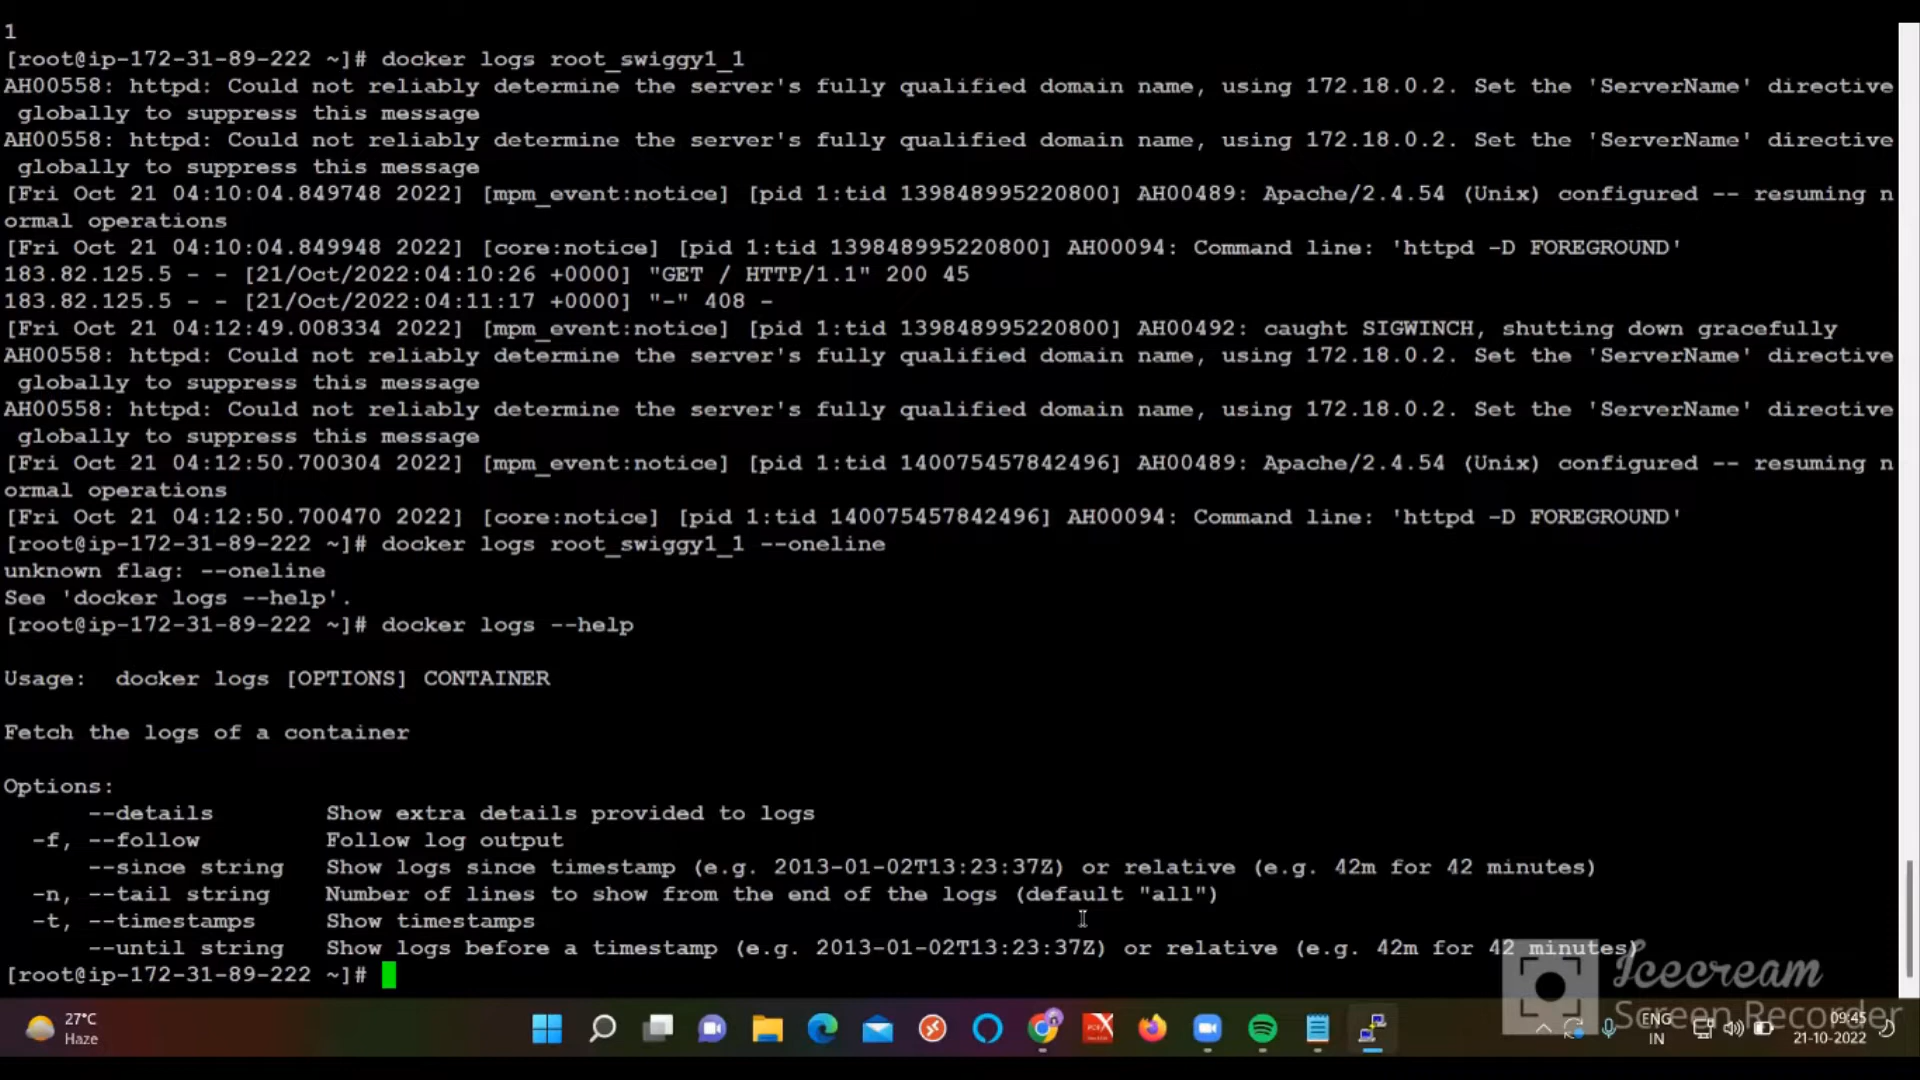 1
[root@ip-172-31-89-222 ~]# docker logs root_swiggy1_1
AH00558: httpd: Could not reliably determine the server's fully qualified domain name, using 172.18.0.2. Set the 'ServerName' directive
 globally to suppress this message
AH00558: httpd: Could not reliably determine the server's fully qualified domain name, using 172.18.0.2. Set the 'ServerName' directive
 globally to suppress this message
[Fri Oct 21 04:10:04.849748 2022] [mpm_event:notice] [pid 1:tid 139848995220800] AH00489: Apache/2.4.54 (Unix) configured -- resuming n
ormal operations
[Fri Oct 21 04:10:04.849948 2022] [core:notice] [pid 1:tid 139848995220800] AH00094: Command line: 'httpd -D FOREGROUND'
183.82.125.5 - - [21/Oct/2022:04:10:26 +0000] "GET / HTTP/1.1" 200 45
183.82.125.5 - - [21/Oct/2022:04:11:17 +0000] "-" 408 -
[Fri Oct 21 04:12:49.008334 2022] [mpm_event:notice] [pid 1:tid 139848995220800] AH00492: caught SIGWINCH, shutting down gracefully
AH00558: httpd: Could not reliably determine the server's fully qualified domain name, using 172.18.0.2. Set the 'ServerName' directive
 globally to suppress this message
AH00558: httpd: Could not reliably determine the server's fully qualified domain name, using 172.18.0.2. Set the 'ServerName' directive
 globally to suppress this message
[Fri Oct 21 04:12:50.700304 2022] [mpm_event:notice] [pid 1:tid 140075457842496] AH00489: Apache/2.4.54 (Unix) configured -- resuming n
ormal operations
[Fri Oct 21 04:12:50.700470 2022] [core:notice] [pid 1:tid 140075457842496] AH00094: Command line: 'httpd -D FOREGROUND'
[root@ip-172-31-89-222 ~]# docker logs root_swiggy1_1 --oneline
unknown flag: --oneline
See 'docker logs --help'.
[root@ip-172-31-89-222 ~]# docker logs --help
Usage:  docker logs [OPTIONS] CONTAINER
Fetch the logs of a container
Options:
      --details        Show extra details provided to logs
  -f, --follow         Follow log output
      --since string   Show logs since timestamp (e.g. 2013-01-02T13:23:37Z) or relative (e.g. 42m for 42 minutes)
  -n, --tail string    Number of lines to show from the end of the logs (default "all")
  -t, --timestamps     Show timestamps
      --until string   Show logs before a timestamp (e.g. 2013-01-02T13:23:37Z) or relative (e.g. 42m for 42 minutes)
[root@ip-172-31-89-222 ~]#
Icecream
Screen Recorder
27°C
Haze
ENG
IN
09:45
21-10-2022